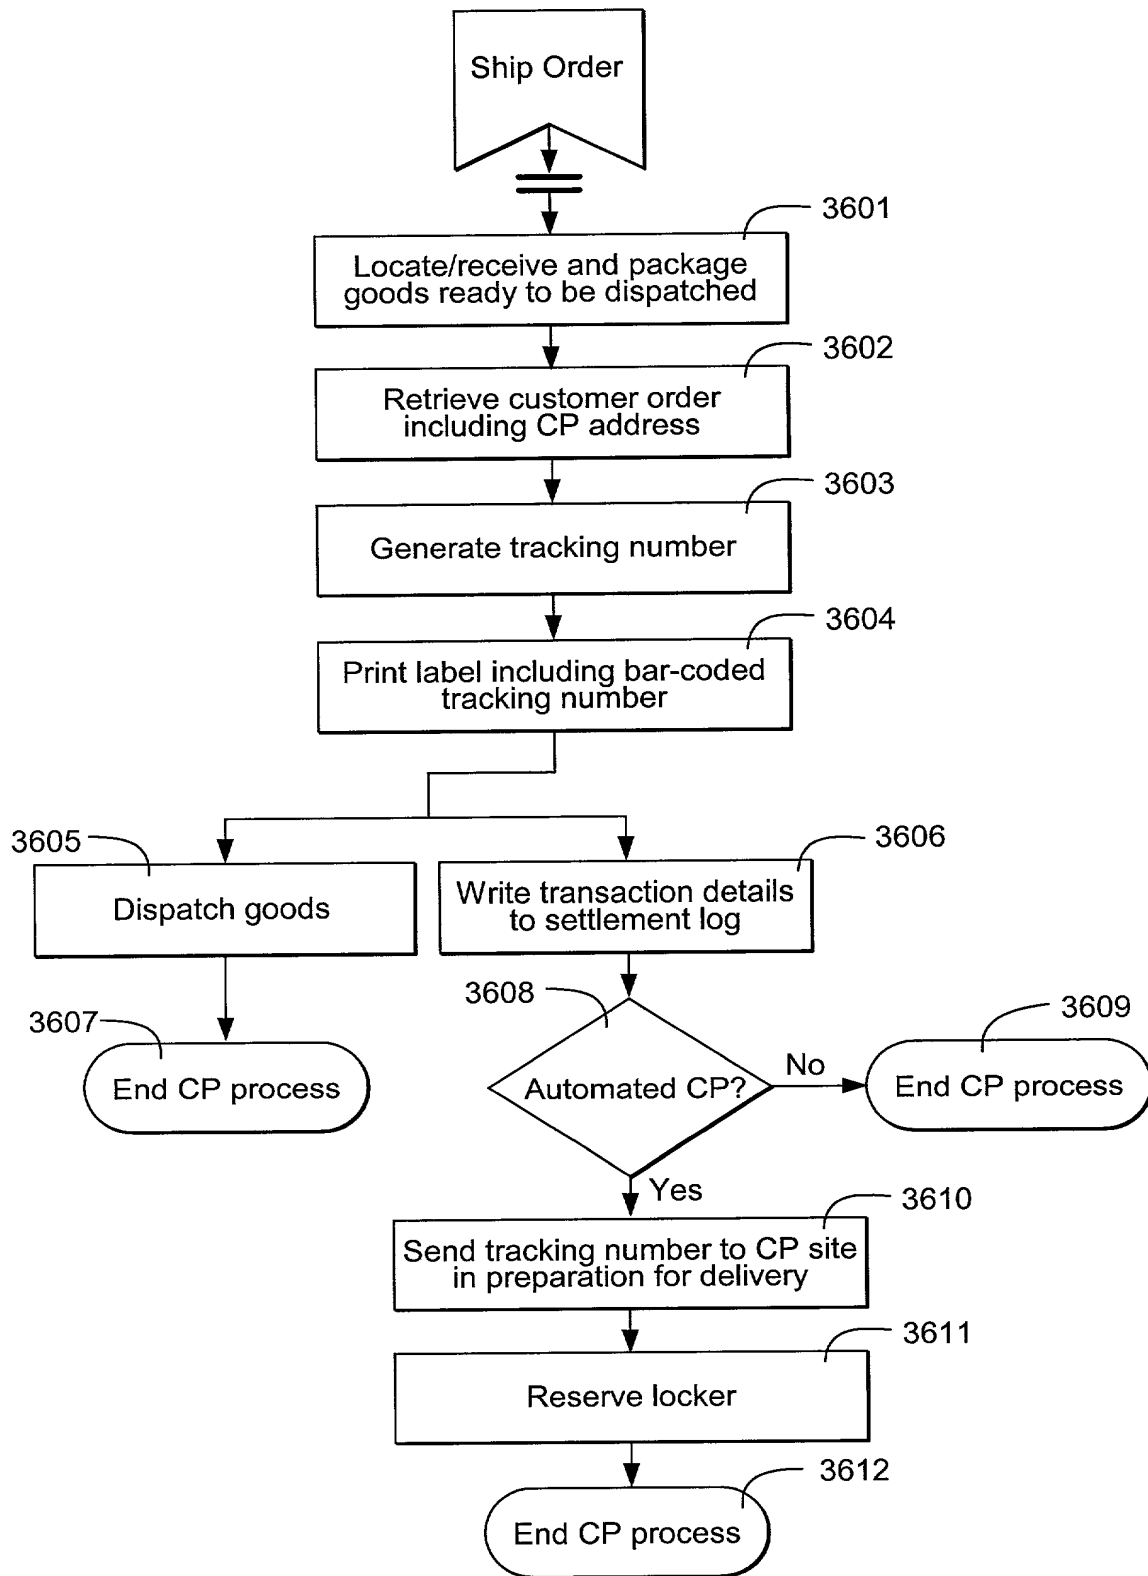 Ship Order
3601
Locate/receive and package
goods ready to be dispatched
3602
Retrieve customer order
including CP address
3603
Generate tracking number
3604
Print label including bar-coded
tracking number
3605
Dispatch goods
3606
Write transaction details
to settlement log
3607
End CP process
3608
Automated CP?
No
3609
End CP process
Yes
3610
Send tracking number to CP site
in preparation for delivery
3611
Reserve locker
3612
End CP process